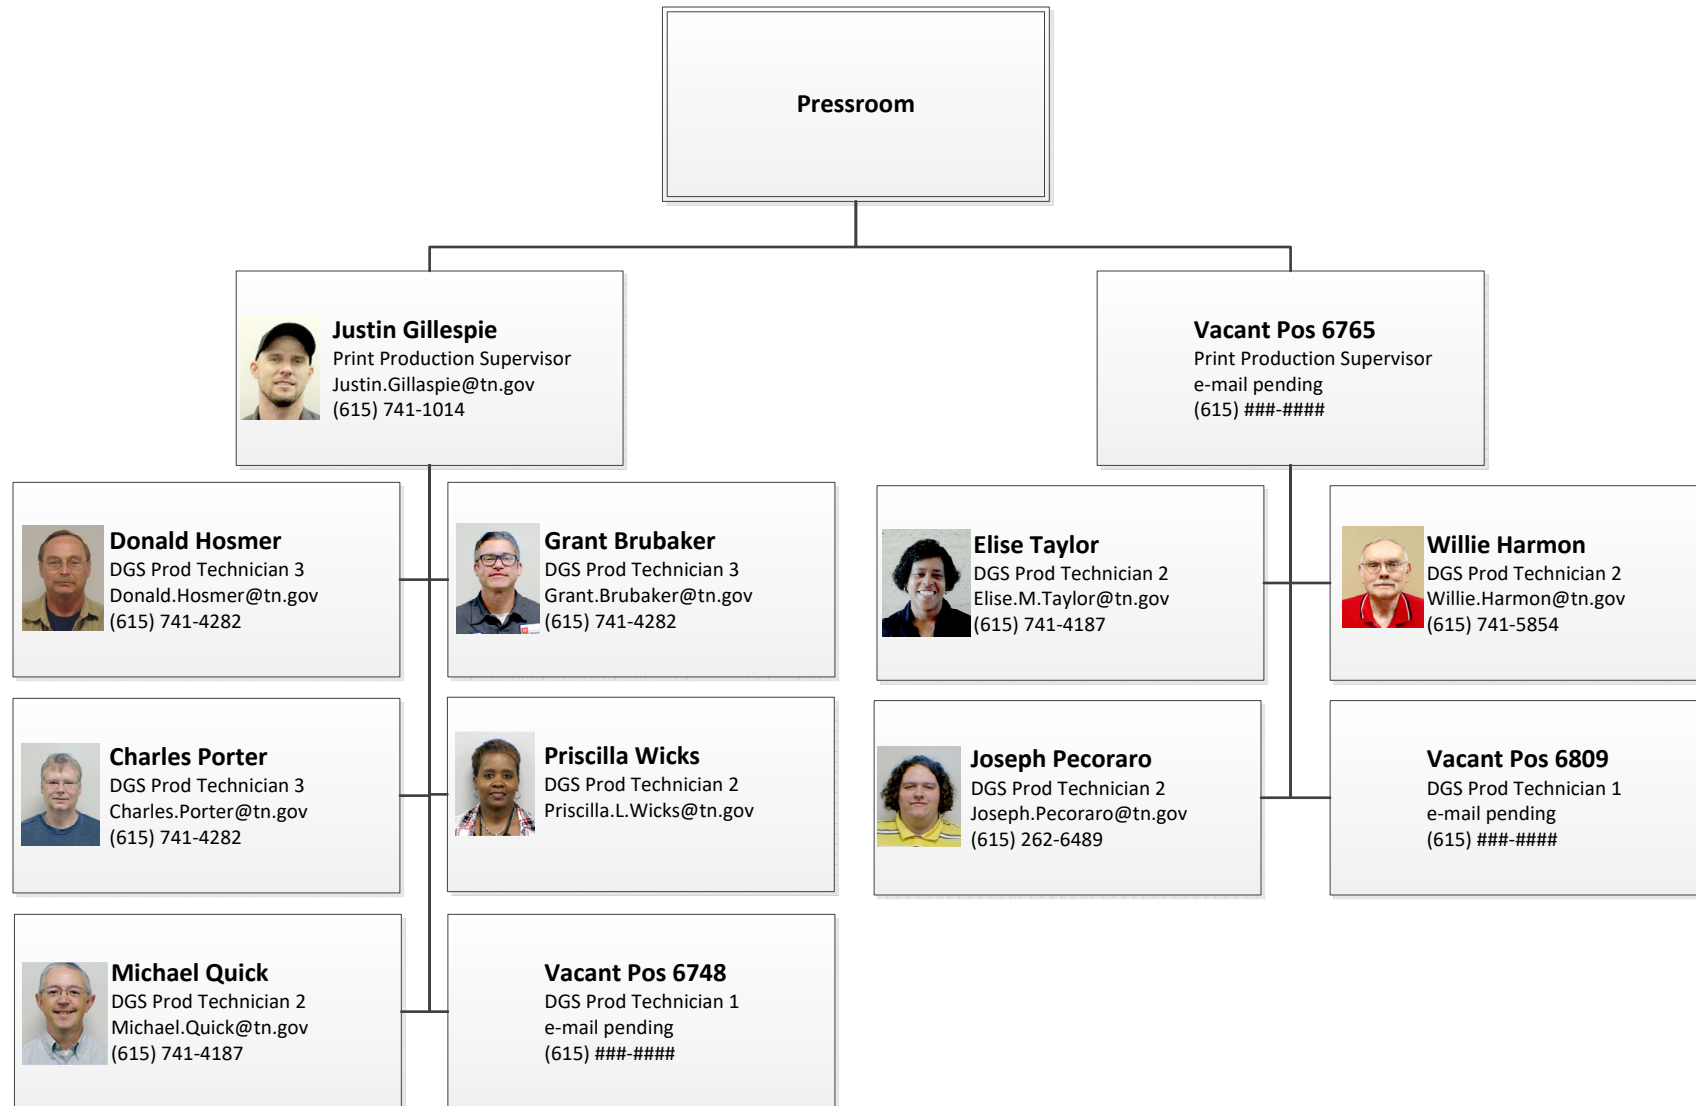 Pressroom
Justin Gillespie
Print Production Supervisor
Justin.Gillaspie@tn.gov
(615) 741-1014
Vacant Pos 6765
Print Production Supervisor
e-mail pending
(615) ###-####
Donald Hosmer
DGS Prod Technician 3
Donald.Hosmer@tn.gov
(615) 741-4282
Grant Brubaker
DGS Prod Technician 3
Grant.Brubaker@tn.gov
(615) 741-4282
Elise Taylor
DGS Prod Technician 2
Elise.M.Taylor@tn.gov
(615) 741-4187
Willie Harmon
DGS Prod Technician 2
Willie.Harmon@tn.gov
(615) 741-5854
Charles Porter
DGS Prod Technician 3
Charles.Porter@tn.gov
(615) 741-4282
Priscilla Wicks
DGS Prod Technician 2
Priscilla.L.Wicks@tn.gov
Joseph Pecoraro
DGS Prod Technician 2
Joseph.Pecoraro@tn.gov
(615) 262-6489
Vacant Pos 6809
DGS Prod Technician 1
e-mail pending
(615) ###-####
Michael Quick
DGS Prod Technician 2
Michael.Quick@tn.gov
(615) 741-4187
Vacant Pos 6748
DGS Prod Technician 1
e-mail pending
(615) ###-####